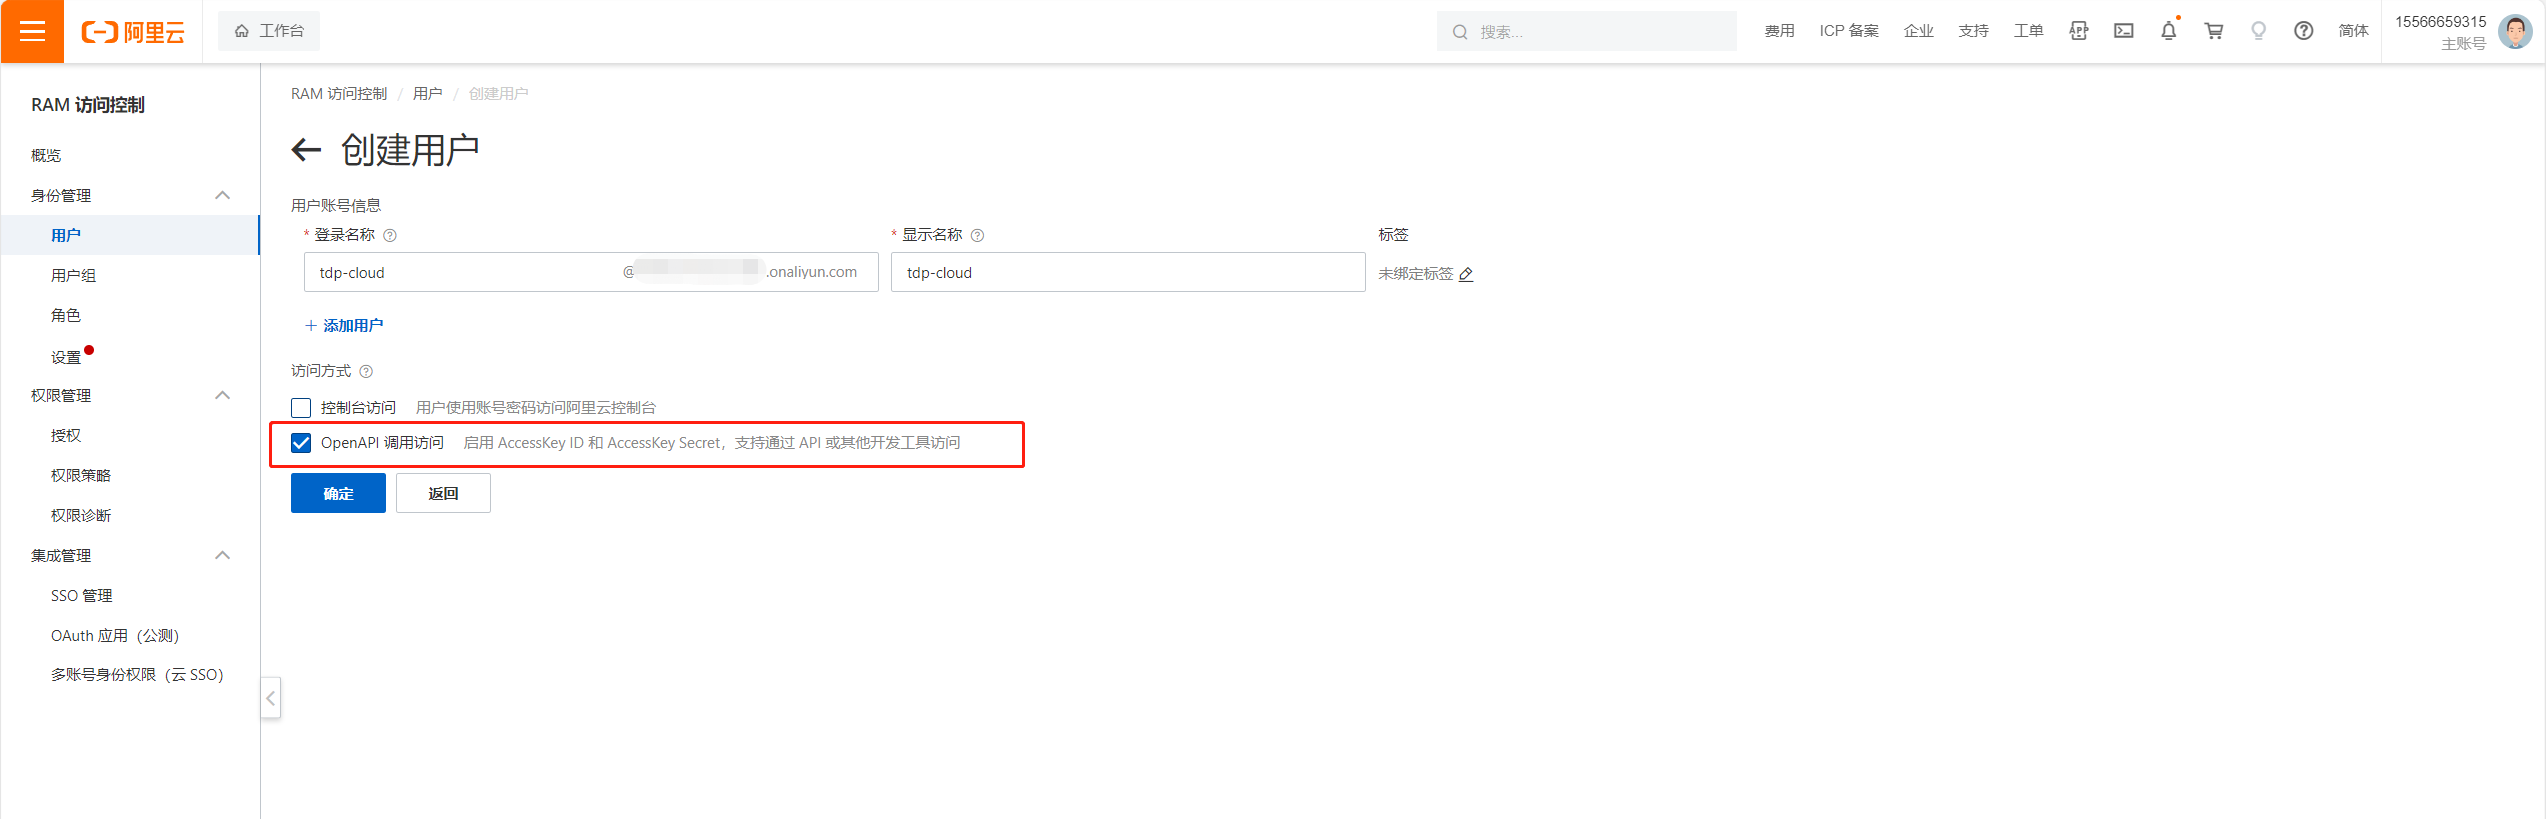 阿里云
工作台
搜索...
费用
ICP 备案
企业
支持
工单
APP
简体
15566659315
主账号
RAM 访问控制
概览
身份管理
用户
用户组
角色
设置
权限管理
授权
权限策略
权限诊断
集成管理
SSO 管理
OAuth 应用（公测）
多账号身份权限（云 SSO）
RAM 访问控制 / 用户 / 创建用户
创建用户
用户账号信息
* 登录名称
* 显示名称
标签
tdp-cloud
@
.onaliyun.com
tdp-cloud
未绑定标签
+ 添加用户
访问方式
控制台访问 用户使用账号密码访问阿里云控制台
OpenAPI 调用访问 启用 AccessKey ID 和 AccessKey Secret，支持通过 API 或其他开发工具访问
确定
返回